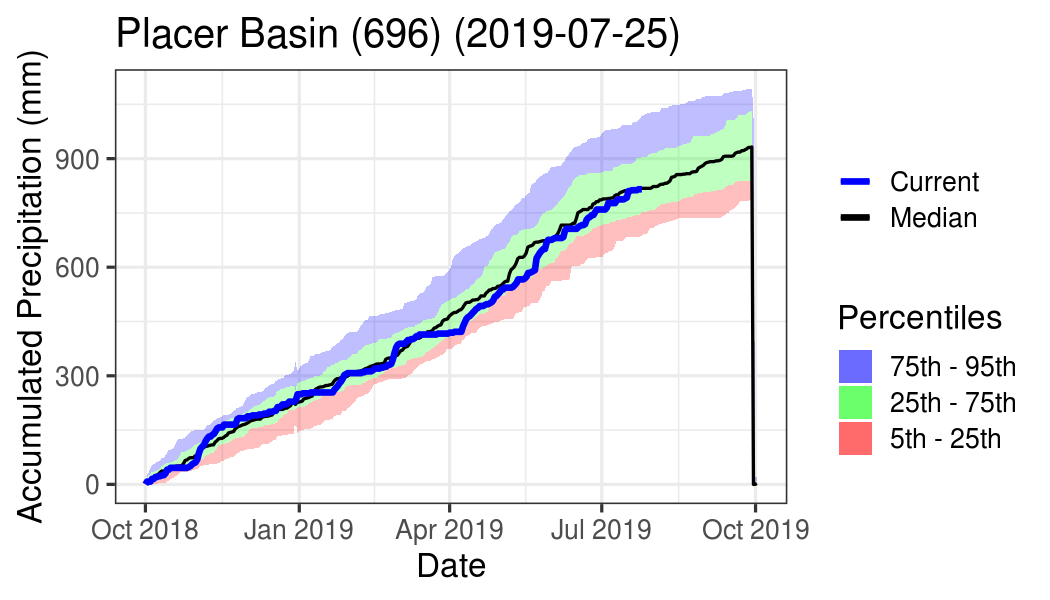 Placer Basin (696) (2019-07-25)
Accumulated Precipitation (mm)
900
600
300
0
Oct 2018
Jan 2019
Apr 2019
Jul 2019
Oct 2019
Date
Current
Median
Percentiles
75th - 95th
25th - 75th
5th - 25th